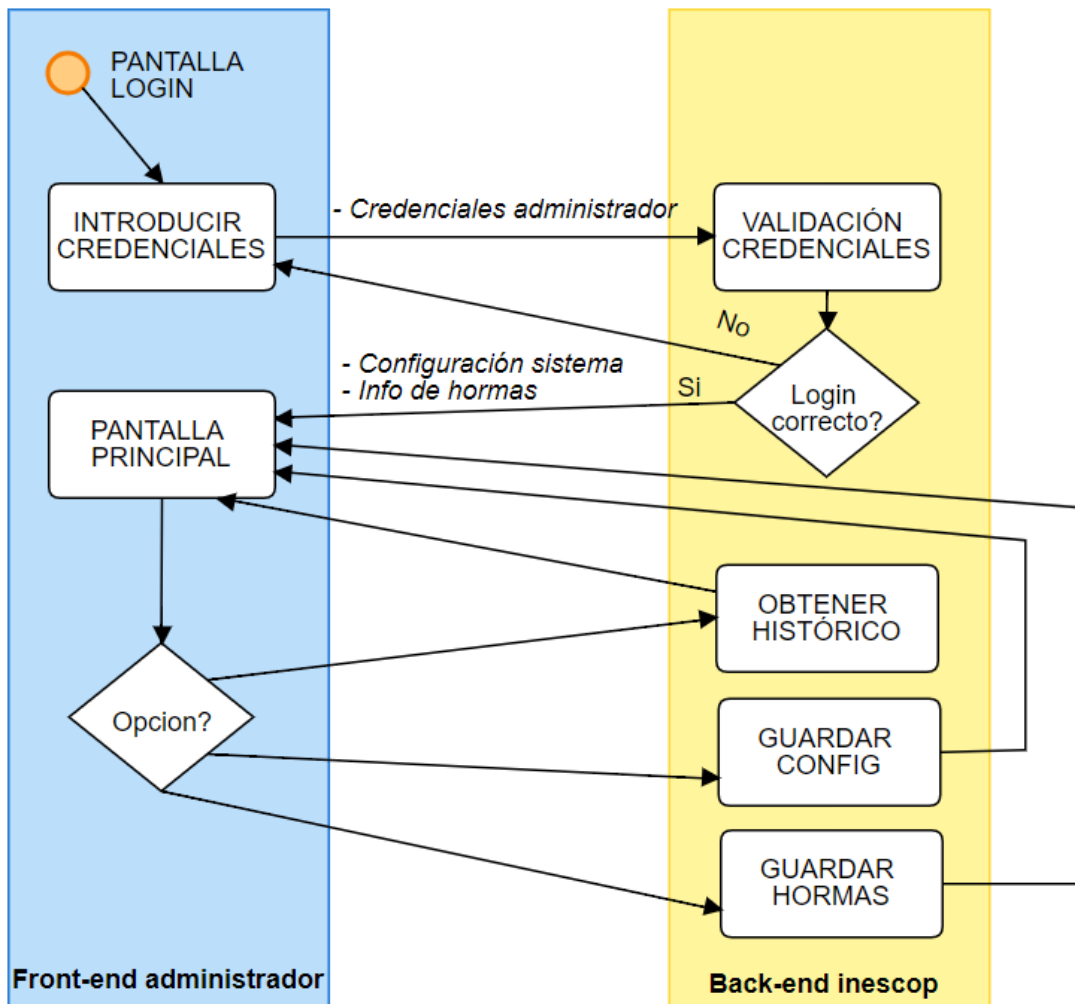 PANTALLA
LOGIN
INTRODUCIR
CREDENCIALES
- Credenciales administrador
VALIDACIÓN
CREDENCIALES
No
- Configuración sistema
- Info de hormas
Si
Login
correcto?
PANTALLA
PRINCIPAL
OBTENER
HISTÓRICO
Opcion?
GUARDAR
CONFIG
GUARDAR
HORMAS
Front-end administrador
Back-end inescop